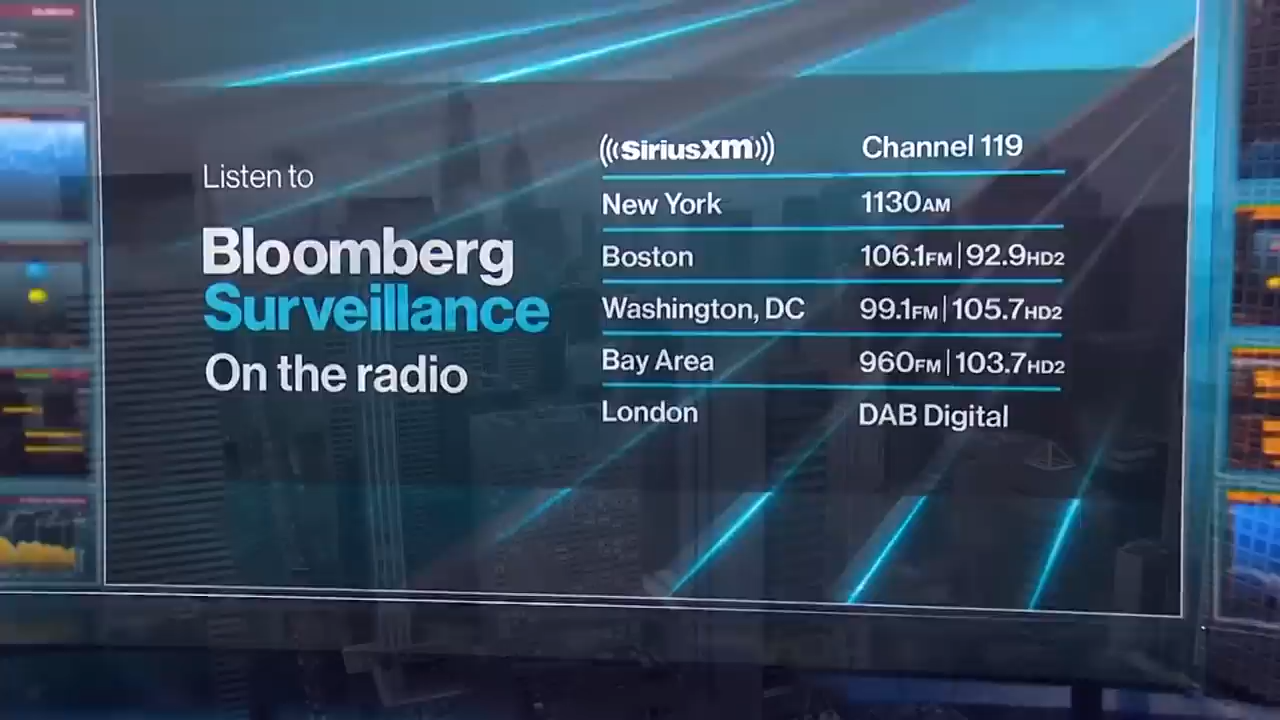 Listen to
Bloomberg
Surveillance
On the radio
SiriusXM Channel 119
New York 1130AM
Boston 106.1FM|92.9HD2
Washington, DC 99.1FM|105.7HD2
Bay Area 960FM|103.7HD2
London DAB Digital